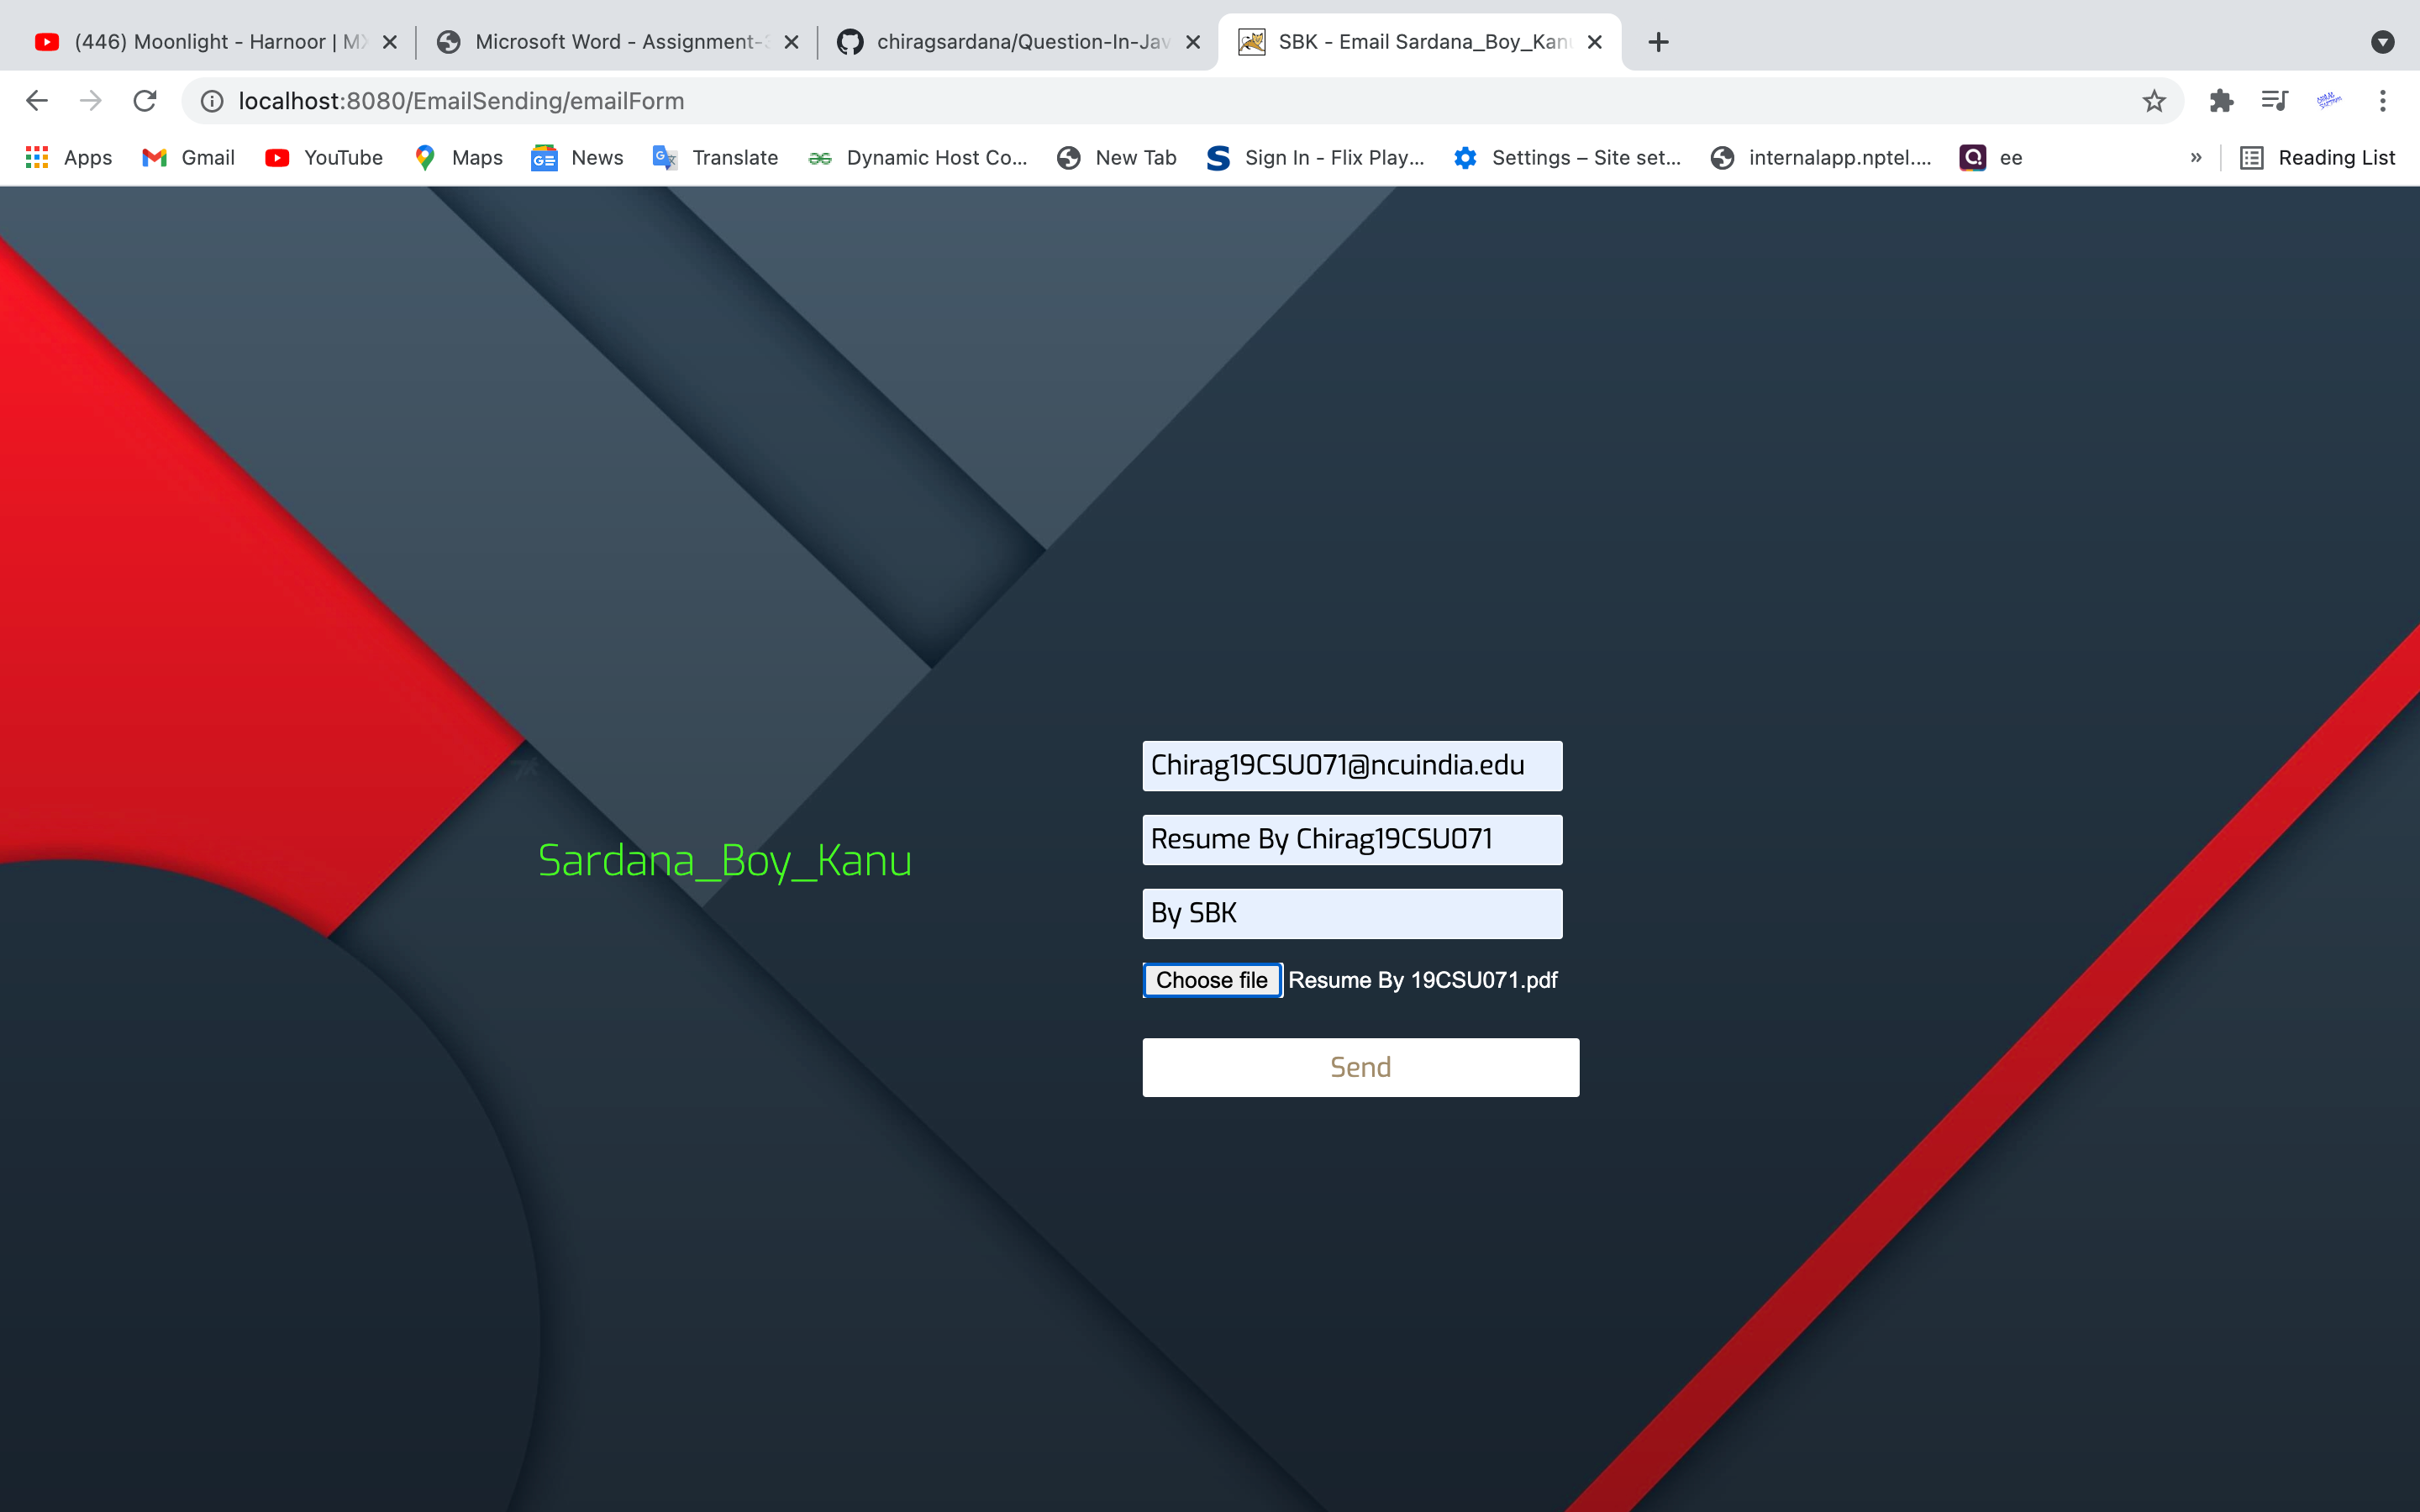 (446) Moonlight - Harnoor | MX
Microsoft Word - Assignment-
chiragsardana/Question-In-Jav
SBK - Email Sardana_Boy_Kanu
localhost:8080/EmailSending/emailForm
Apps
Gmail
YouTube
Maps
News
Translate
Dynamic Host Co...
New Tab
Sign In - Flix Play...
Settings – Site set...
internalapp.nptel....
ee
»
Reading List
Chirag19CSU071@ncuindia.edu
Resume By Chirag19CSU071
Sardana_Boy_Kanu
By SBK
Choose file Resume By 19CSU071.pdf
Send